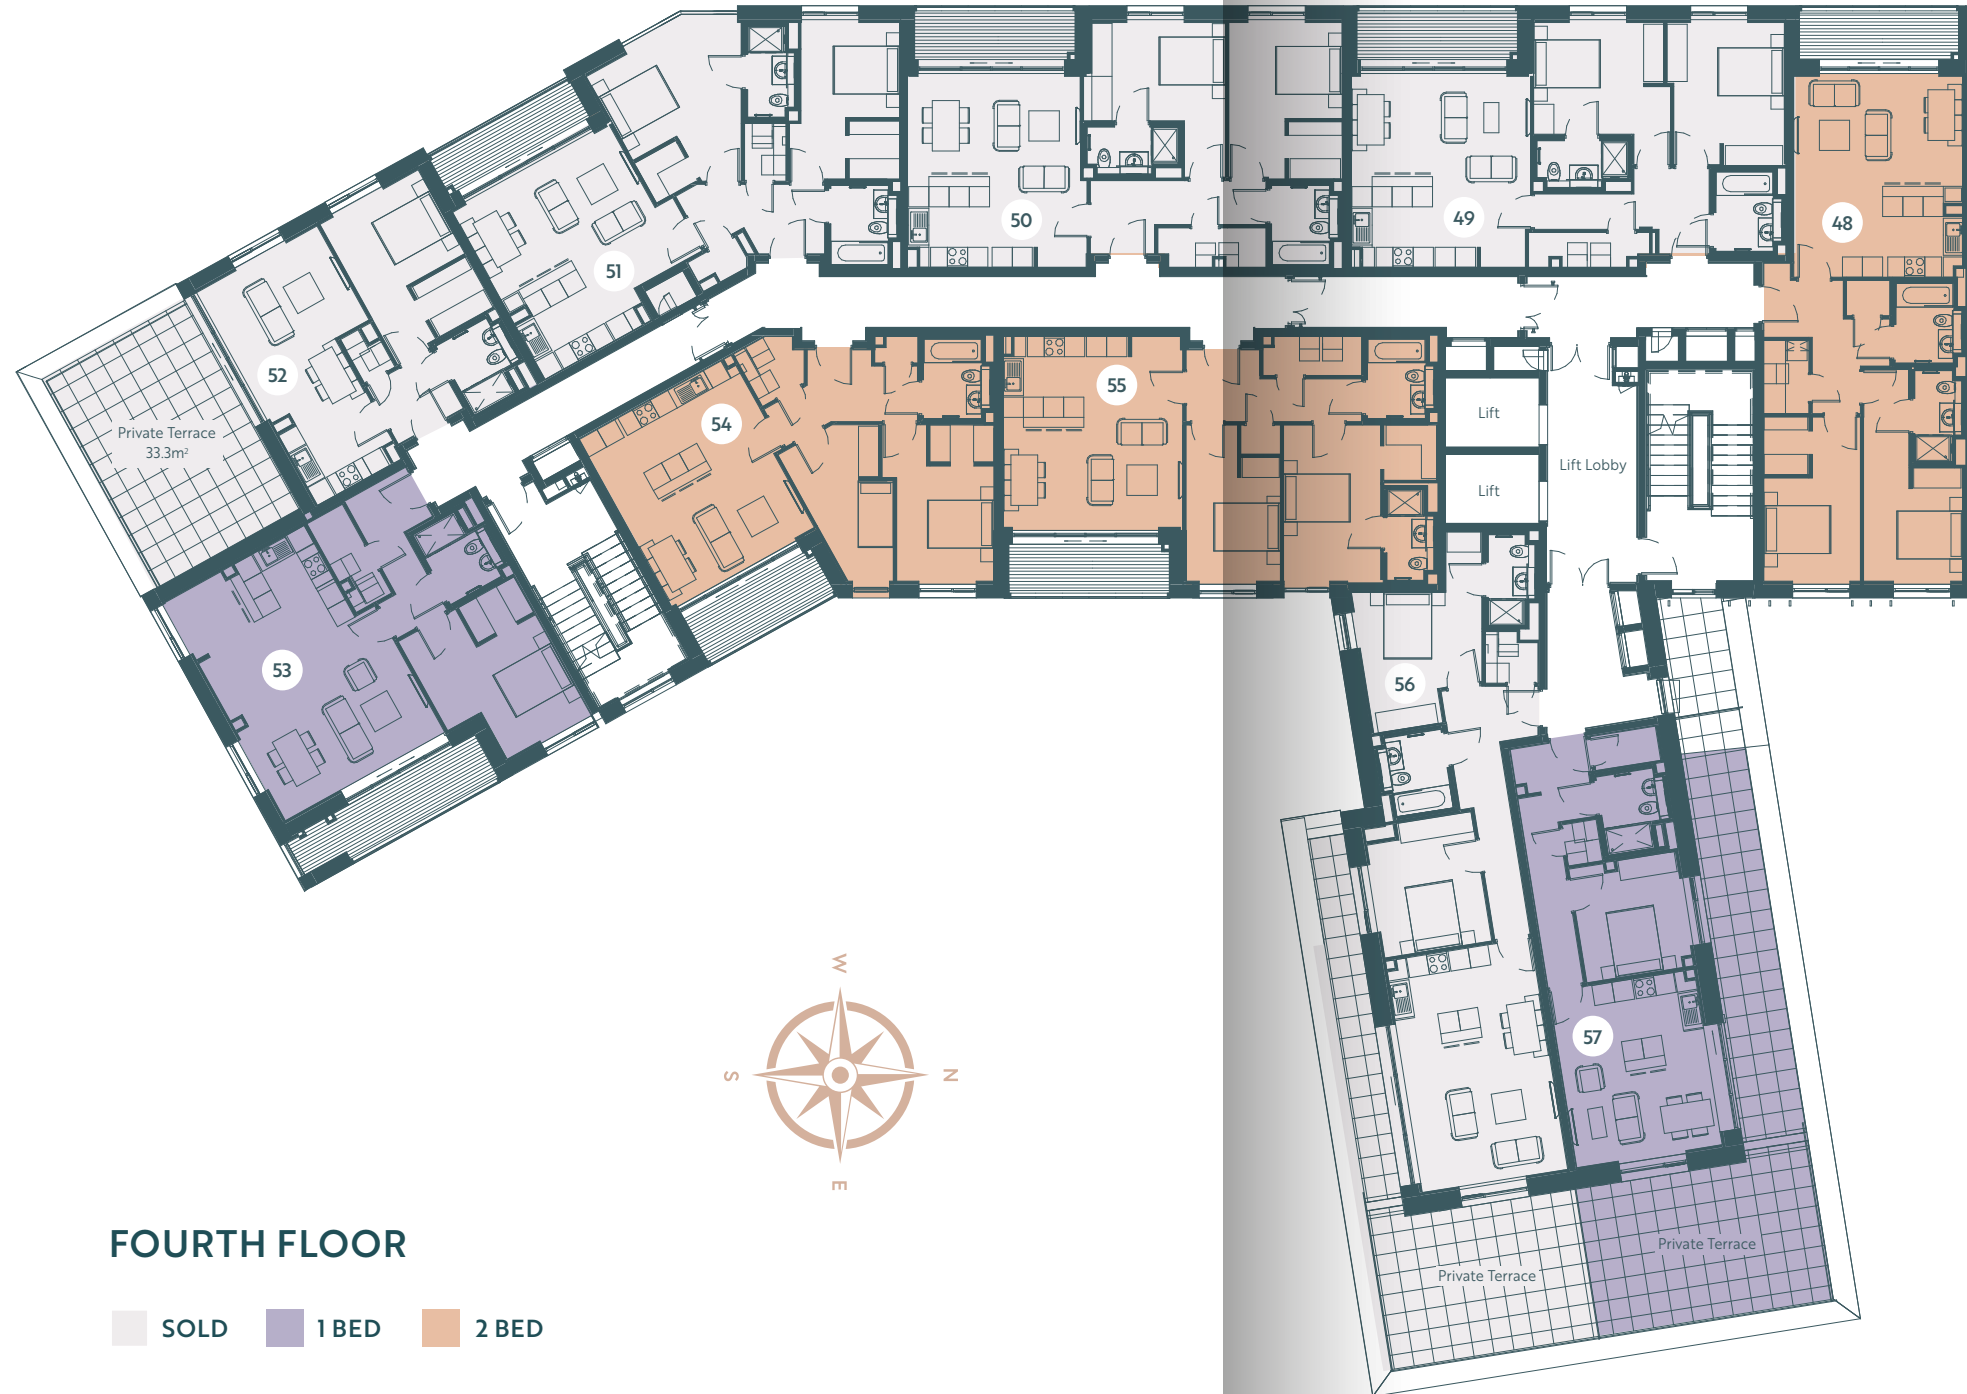 50
49
48
51
52
55
54
Private Terrace
33.3m²
Lift
Lift Lobby
Lift
53
56
57
W
S
N
E
Private Terrace
Private Terrace
FOURTH FLOOR
SOLD
1 BED
2 BED